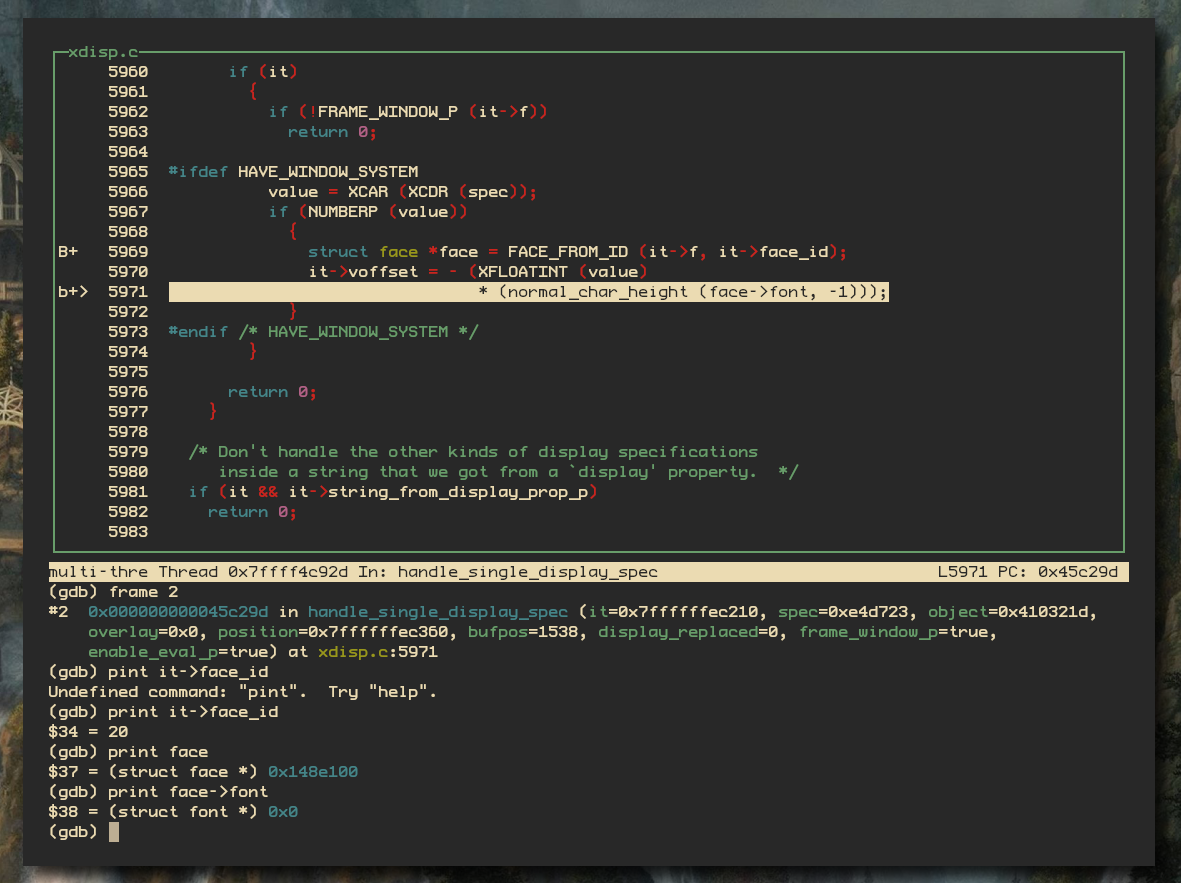 xdisp.c
5960        if (it)
5961          {
5962            if (!FRAME_WINDOW_P (it->f))
5963              return 0;
5964
5965  #ifdef HAVE_WINDOW_SYSTEM
5966            value = XCAR (XCDR (spec));
5967            if (NUMBERP (value))
5968              {
B+   5969                struct face *face = FACE_FROM_ID (it->f, it->face_id);
5970                it->voffset = - (XFLOATINT (value)
b+>  5971                                 * (normal_char_height (face->font, -1)));
5972              }
5973  #endif /* HAVE_WINDOW_SYSTEM */
5974          }
5975
5976        return 0;
5977      }
5978
5979    /* Don't handle the other kinds of display specifications
5980       inside a string that we got from a `display' property.  */
5981    if (it && it->string_from_display_prop_p)
5982      return 0;
5983
multi-thre Thread 0x7ffff4c92d In: handle_single_display_spec L5971 PC: 0x45c29d
(gdb) frame 2
#2  0x000000000045c29d in handle_single_display_spec (it=0x7ffffffec210, spec=0xe4d723, object=0x410321d,
    overlay=0x0, position=0x7ffffffec360, bufpos=1538, display_replaced=0, frame_window_p=true,
    enable_eval_p=true) at xdisp.c:5971
(gdb) pint it->face_id
Undefined command: "pint".  Try "help".
(gdb) print it->face_id
$34 = 20
(gdb) print face
$37 = (struct face *) 0x148e100
(gdb) print face->font
$38 = (struct font *) 0x0
(gdb)